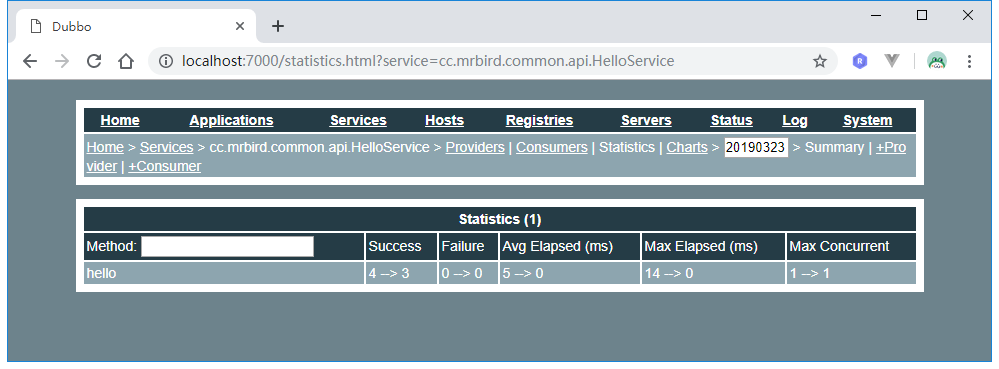 Dubbo
localhost:7000/statistics.html?service=cc.mrbird.common.api.HelloService
R
Home Applications Services Hosts Registries Servers Status Log System
Home > Services > cc.mrbird.common.api.HelloService > Providers | Consumers | Statistics | Charts > 20190323 > Summary | +Pro
vider | +Consumer
Statistics (1)
Method: Success Failure Avg Elapsed (ms) Max Elapsed (ms) Max Concurrent
hello 4 --> 3 0 --> 0 5 --> 0 14 --> 0 1 --> 1